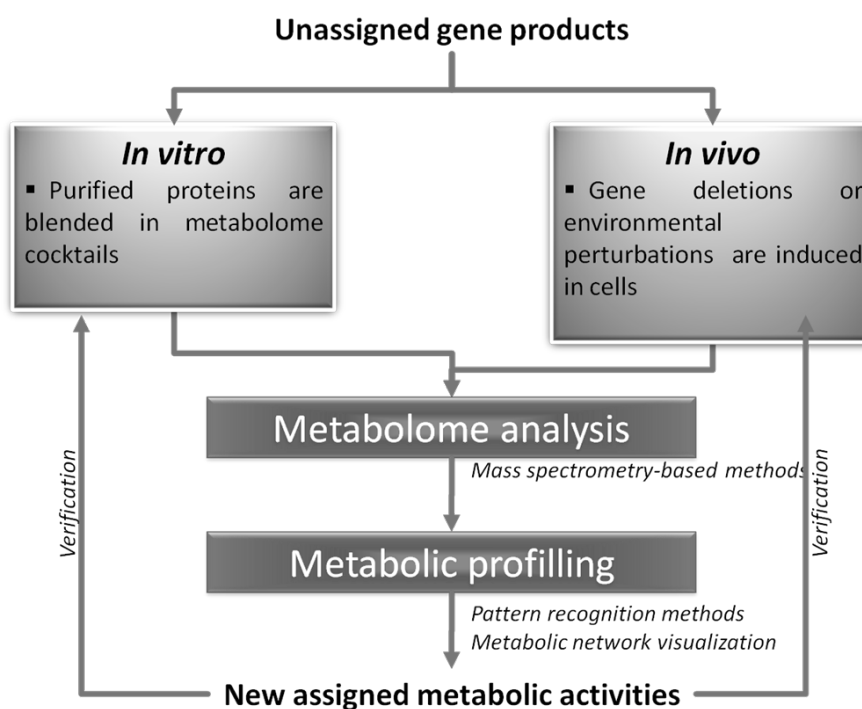 Unassigned gene products
In vitro
▪ Purified proteins are
blended in metabolome
cocktails
In vivo
▪ Gene deletions or
environmental
perturbations are induced
in cells
Metabolome analysis
Mass spectrometry-based methods
Verification
Verification
Metabolic profilling
Pattern recognition methods
Metabolic network visualization
New assigned metabolic activities